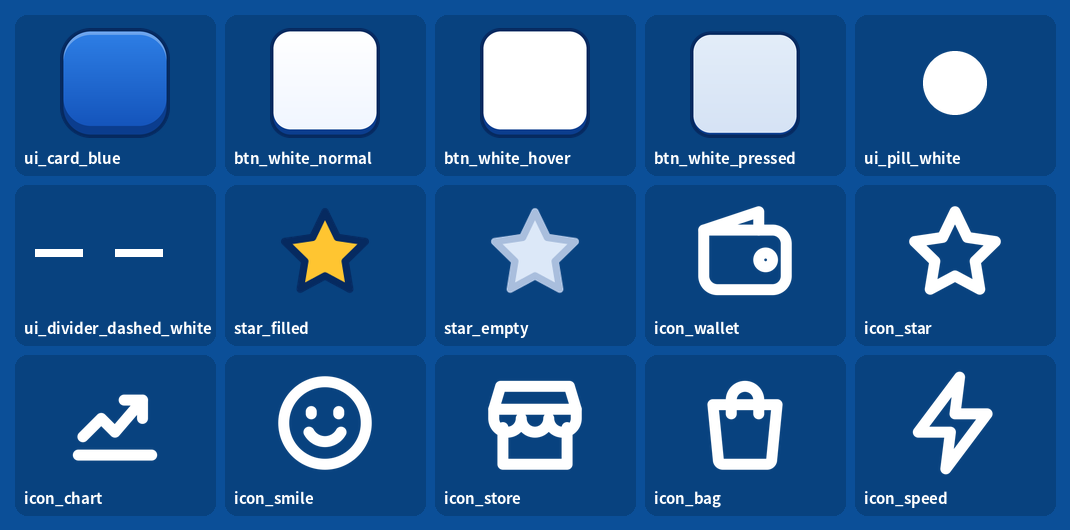 ui_card_blue
btn_white_normal
btn_white_hover
btn_white_pressed
ui_pill_white
ui_divider_dashed_white
star_filled
star_empty
icon_wallet
icon_star
icon_chart
icon_smile
icon_store
icon_bag
icon_speed